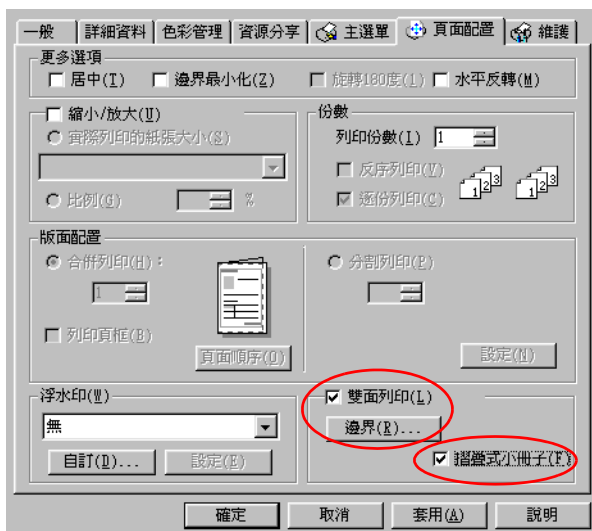 一般 詳細資料 色彩管理 資源分享 主選單 頁面配置 維護
更多選項
居中(T) 邊界最小化(Z) 旋轉180度(1) 水平反轉(M)
縮小/放大(U)
實際列印的紙張大小(S)
比例(G) %
份數
列印份數(I) 1
反序列印(V)
逐份列印(C)
1 2 3 1 2 3
版面配置
合併列印(H)：
1
列印頁框(B)
頁面順序(O)
分割列印(P)
設定(N)
浮水印(W)
無
自訂(D)... 設定(E)
雙面列印(L)
邊界(R)...
摺疊式小冊子(F)
確定 取消 套用(A) 說明